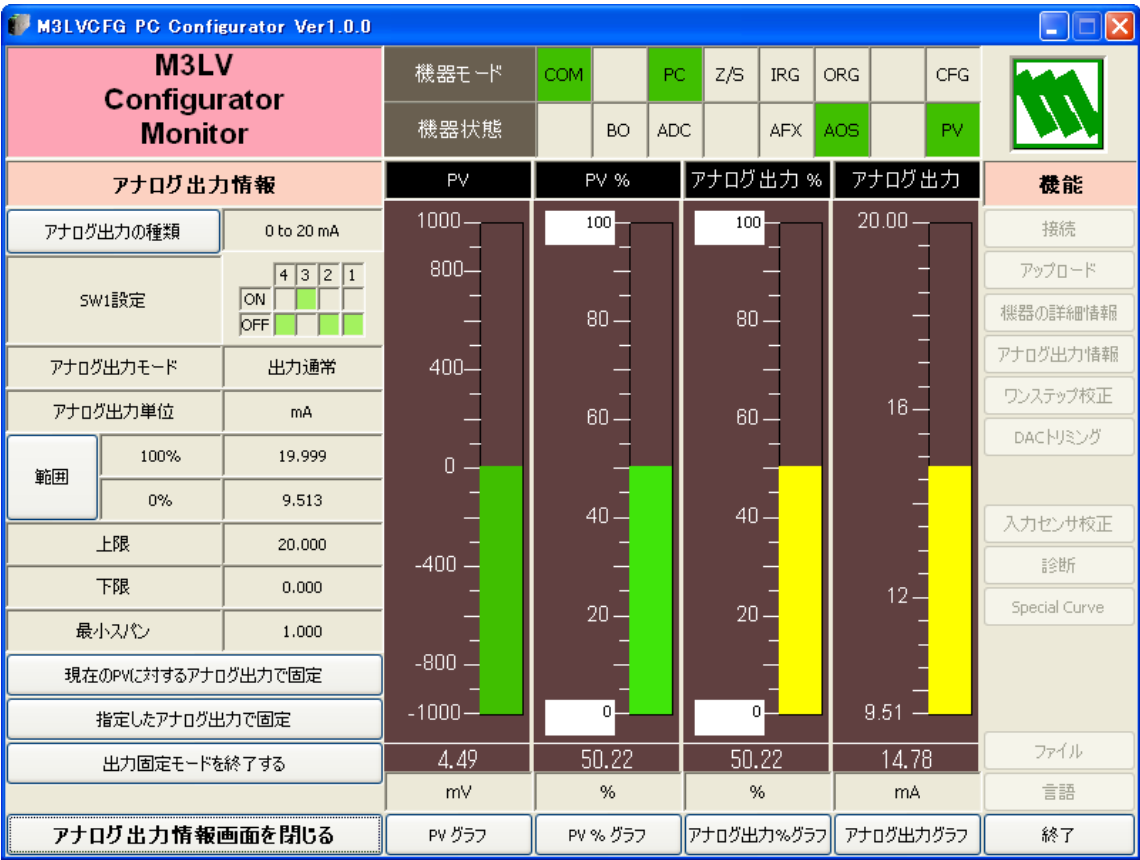 M3LVCFG PC Configurator Ver1.0.0
M3LV
Configurator
Monitor
機器モード
COM
PC
Z/S
IRG
ORG
CFG
機器状態
BO
ADC
AFX
AOS
PV
アナログ出力情報
PV
PV %
アナログ出力 %
アナログ出力
機能
アナログ出力の種類
0 to 20 mA
SW1設定
4 3 2 1
ON
OFF
アナログ出力モード
出力通常
アナログ出力単位
mA
範囲
100%
19.999
0%
9.513
上限
20.000
下限
0.000
最小スパン
1.000
現在のPVに対するアナログ出力で固定
指定したアナログ出力で固定
出力固定モードを終了する
アナログ出力情報画面を閉じる
1000
800
400
0
-400
-800
-1000
4.49
mV
PV グラフ
100
80
60
40
20
0
50.22
%
PV % グラフ
100
80
60
40
20
0
50.22
%
アナログ出力%グラフ
20.00
16
12
9.51
14.78
mA
アナログ出力グラフ
接続
アップロード
機器の詳細情報
アナログ出力情報
ワンステップ校正
DACトリミング
入力センサ校正
診断
Special Curve
ファイル
言語
終了